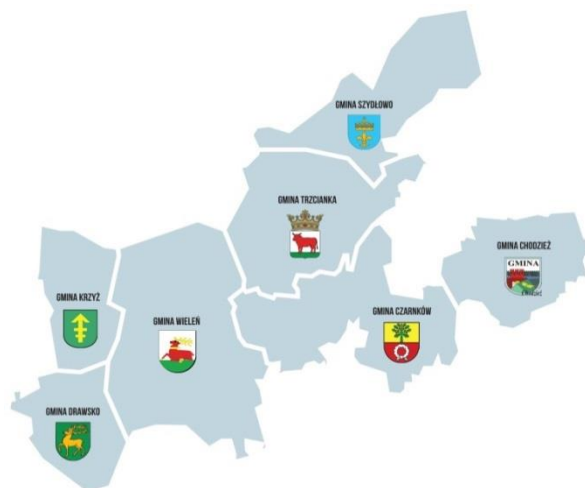 GMINA SZYDŁOWO
GMINA TRZCIANKA
GMINA CHODZIEŻ
GMINA
GMINA KRZYŻ
GMINA WIELEŃ
GMINA CZARNKÓW
GMINA DRAWSKO